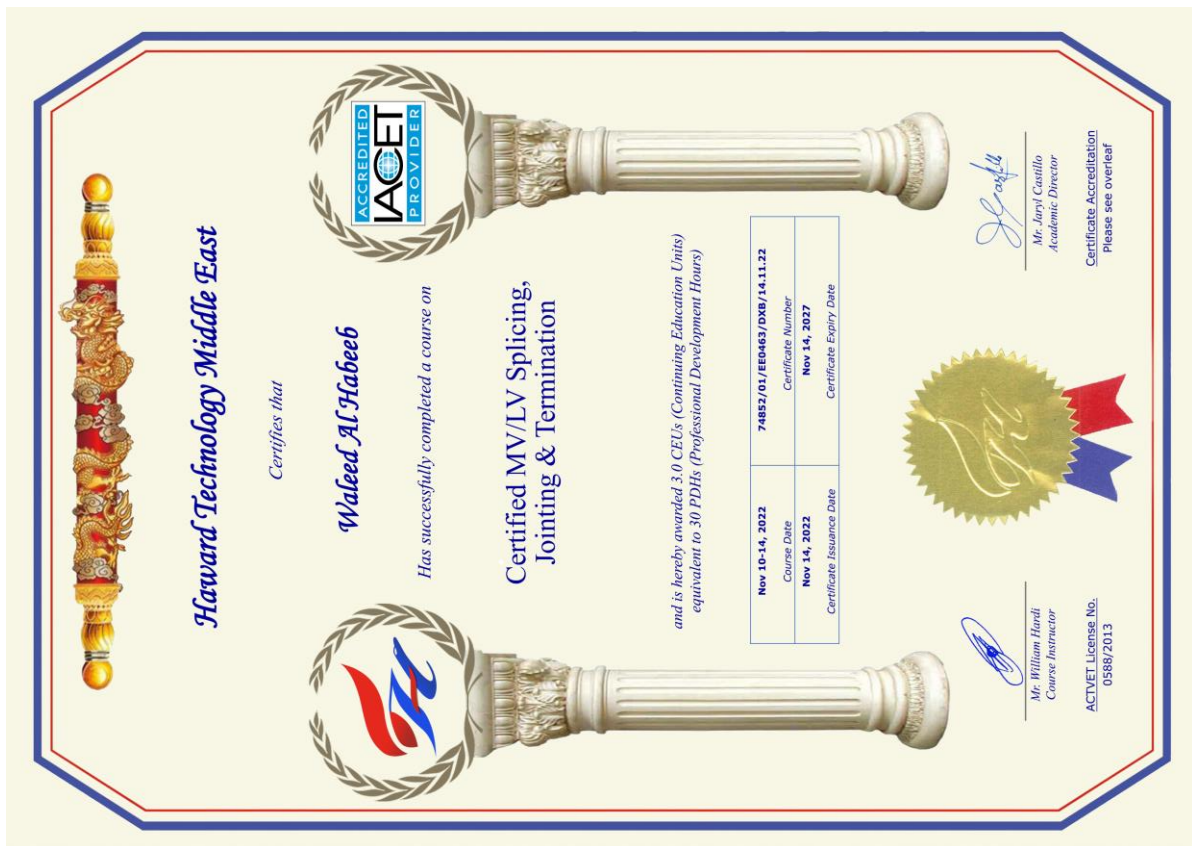 Haward Technology Middle East
Certifies that
Waleed Al Habeeb
Has successfully completed a course on
ACCREDITED
IACET
PROVIDER
Certified MV/LV Splicing,
Jointing & Termination
and is hereby awarded 3.0 CEUs (Continuing Education Units)
equivalent to 30 PDHs (Professional Development Hours)
Nov 10-14, 2022 74852/01/EE0463/DXB/14.11.22
Course Date Certificate Number
Nov 14, 2022 Nov 14, 2027
Certificate Issuance Date Certificate Expiry Date
Mr. William Hardi
Course Instructor
ACTVET License No.
0588/2013
Mr. Jaryl Castillo
Academic Director
Certificate Accreditation
Please see overleaf